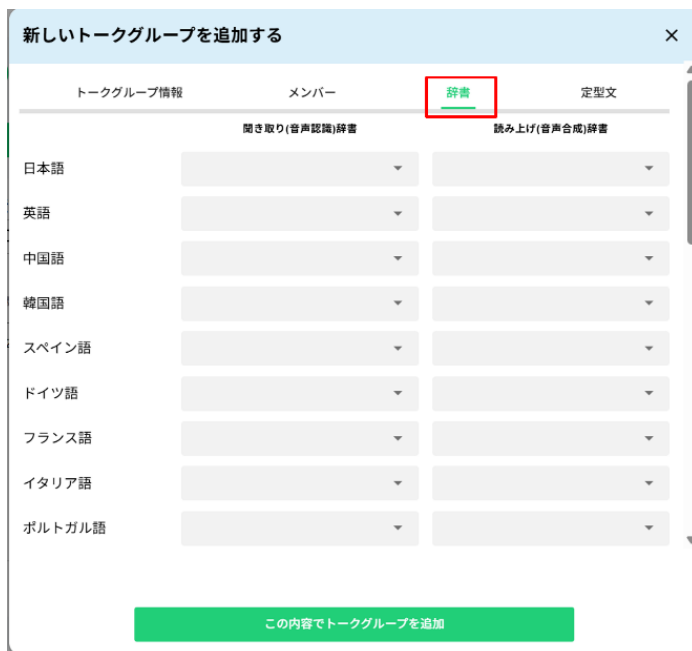 新しいトークグループを追加する
トークグループ情報 メンバー 辞書 定型文
聞き取り(音声認識)辞書 読み上げ(音声合成)辞書
日本語
英語
中国語
韓国語
スペイン語
ドイツ語
フランス語
イタリア語
ポルトガル語
この内容でトークグループを追加